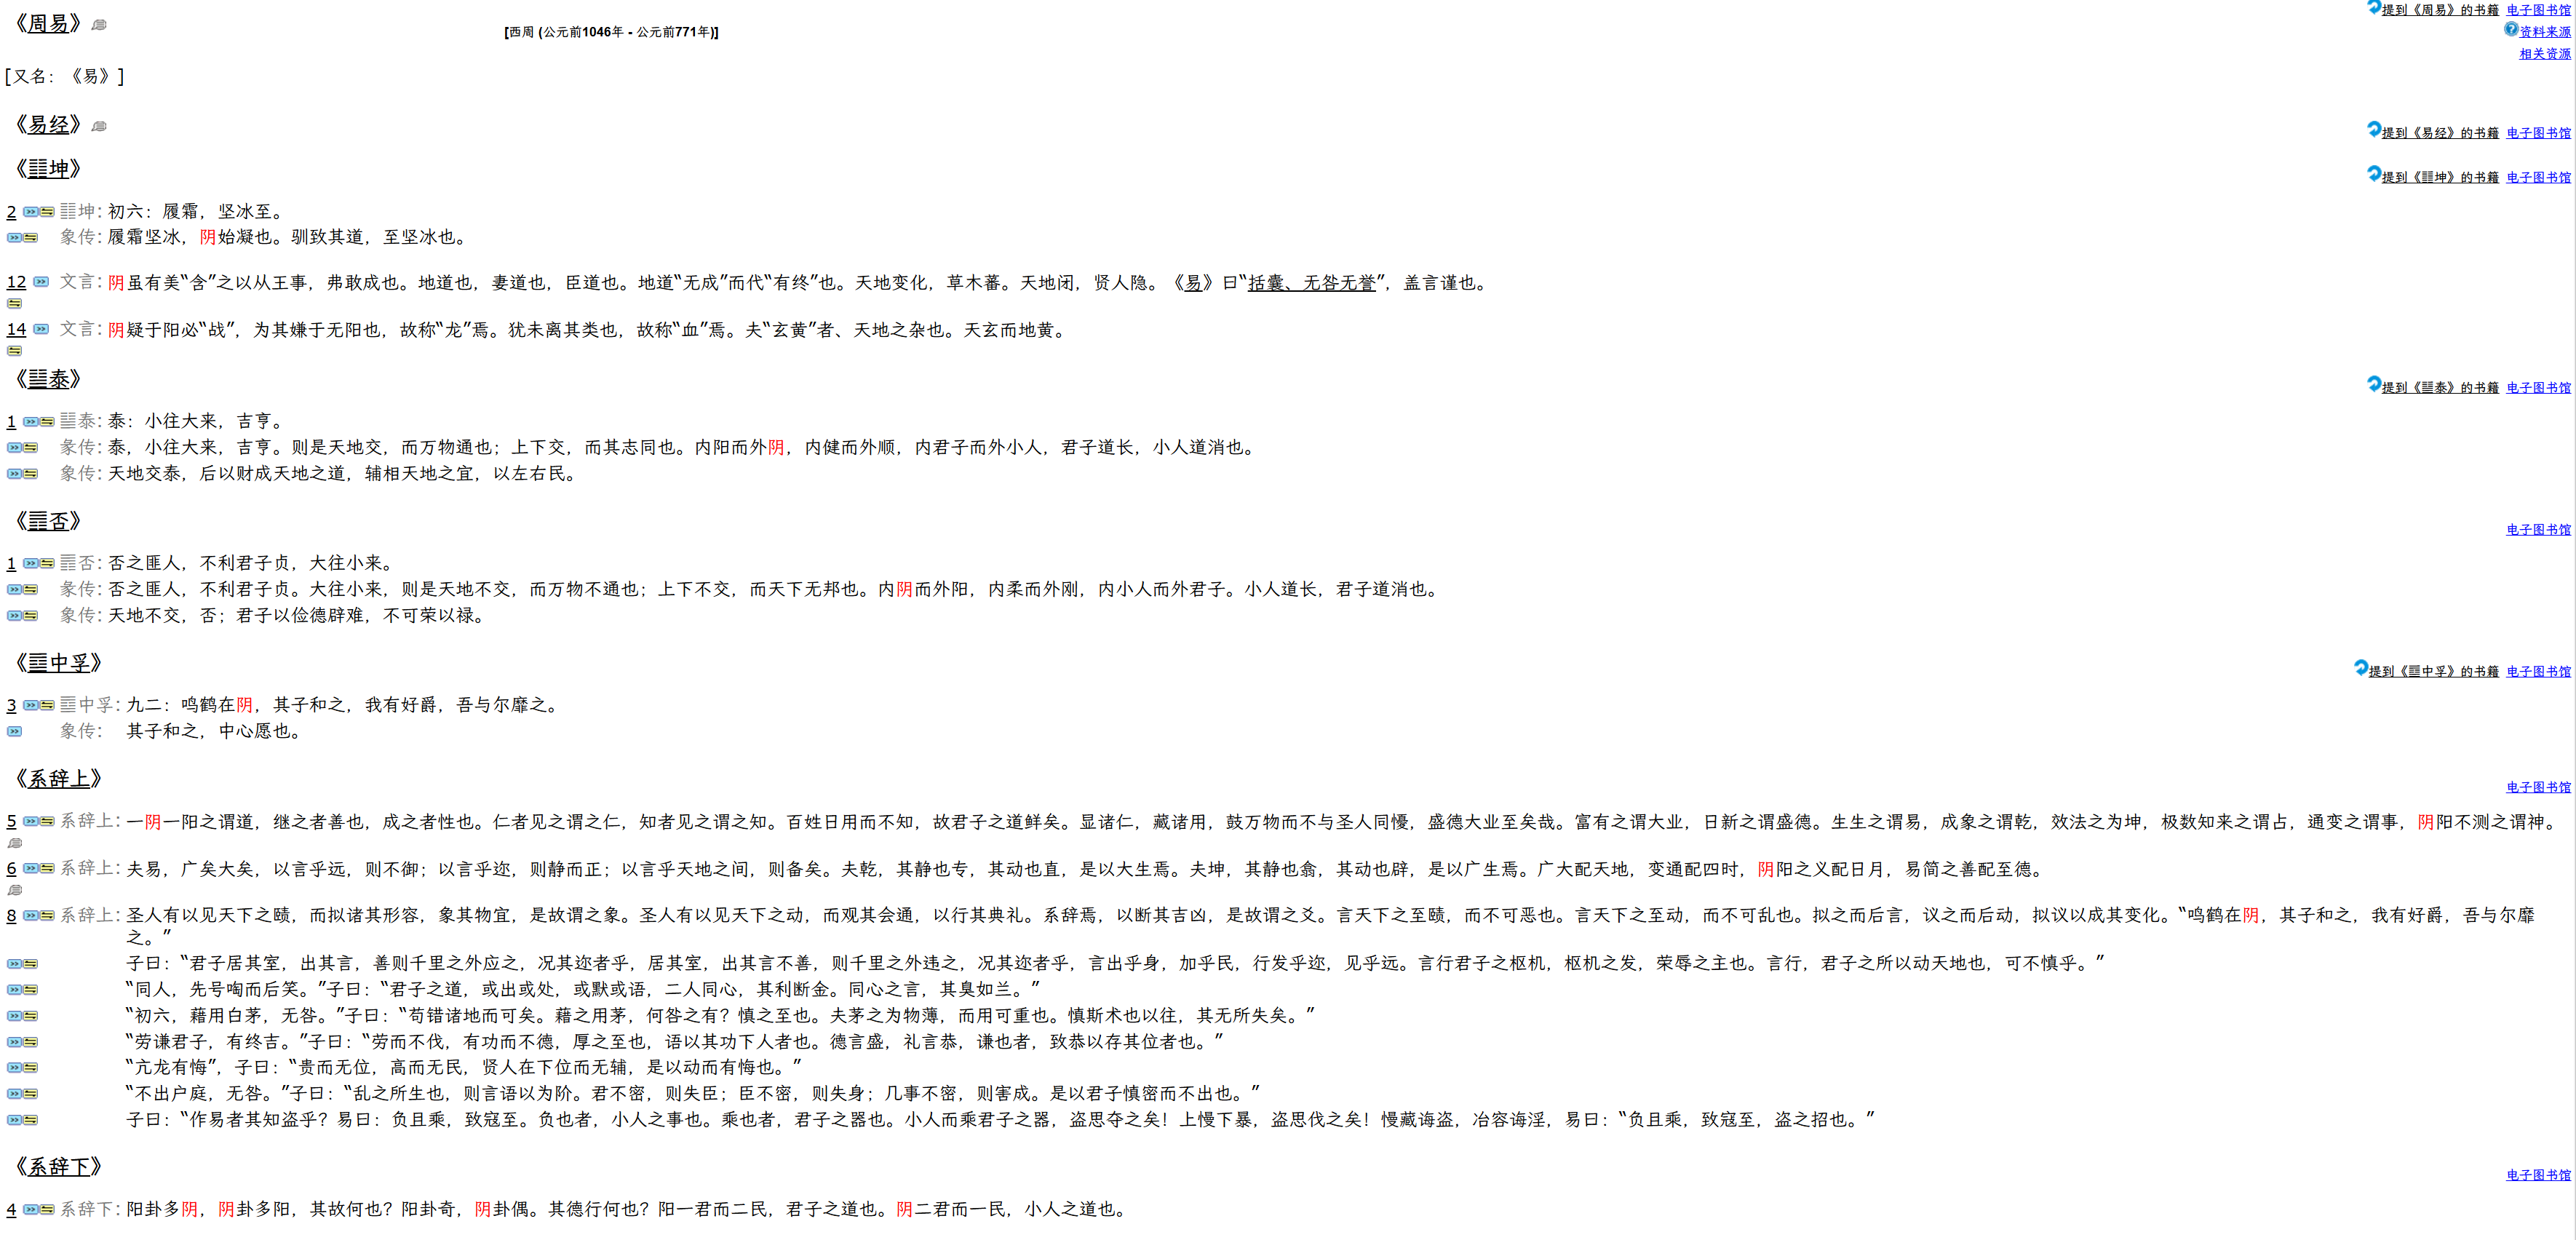 《周易》 [西周 (公元前1046年 - 公元前771年)] 提到《周易》的书籍 电子图书馆
资料来源
相关资源
[又名：《易》]
《易经》 提到《易经》的书籍 电子图书馆
《䷁坤》 提到《䷁坤》的书籍 电子图书馆
2 ䷁坤：初六：履霜，坚冰至。
象传：履霜坚冰，阴始凝也。驯致其道，至坚冰也。
12 文言：阴虽有美“含”之以从王事，弗敢成也。地道也，妻道也，臣道也。地道“无成”而代“有终”也。天地变化，草木蕃。天地闭，贤人隐。《易》曰“括囊、无咎无誉”，盖言谨也。
14 文言：阴疑于阳必“战”，为其嫌于无阳也，故称“龙”焉。犹未离其类也，故称“血”焉。夫“玄黄”者、天地之杂也。天玄而地黄。
《䷊泰》 提到《䷊泰》的书籍 电子图书馆
1 ䷊泰：泰：小往大来，吉亨。
彖传：泰，小往大来，吉亨。则是天地交，而万物通也；上下交，而其志同也。内阳而外阴，内健而外顺，内君子而外小人，君子道长，小人道消也。
象传：天地交泰，后以财成天地之道，辅相天地之宜，以左右民。
《䷋否》 电子图书馆
1 ䷋否：否之匪人，不利君子贞，大往小来。
彖传：否之匪人，不利君子贞。大往小来，则是天地不交，而万物不通也；上下不交，而天下无邦也。内阴而外阳，内柔而外刚，内小人而外君子。小人道长，君子道消也。
象传：天地不交，否；君子以俭德辟难，不可荣以禄。
《䷼中孚》 提到《䷼中孚》的书籍 电子图书馆
3 ䷼中孚：九二：鸣鹤在阴，其子和之，我有好爵，吾与尔靡之。
象传： 其子和之，中心愿也。
《系辞上》 电子图书馆
5 系辞上：一阴一阳之谓道，继之者善也，成之者性也。仁者见之谓之仁，知者见之谓之知。百姓日用而不知，故君子之道鲜矣。显诸仁，藏诸用，鼓万物而不与圣人同懮，盛德大业至矣哉。富有之谓大业，日新之谓盛德。生生之谓易，成象之谓乾，效法之为坤，极数知来之谓占，通变之谓事，阴阳不测之谓神。
6 系辞上：夫易，广矣大矣，以言乎远，则不御；以言乎迩，则静而正；以言乎天地之间，则备矣。夫乾，其静也专，其动也直，是以大生焉。夫坤，其静也翕，其动也辟，是以广生焉。广大配天地，变通配四时，阴阳之义配日月，易简之善配至德。
8 系辞上：圣人有以见天下之赜，而拟诸其形容，象其物宜，是故谓之象。圣人有以见天下之动，而观其会通，以行其典礼。系辞焉，以断其吉凶，是故谓之爻。言天下之至赜，而不可恶也。言天下之至动，而不可乱也。拟之而后言，议之而后动，拟议以成其变化。“鸣鹤在阴，其子和之，我有好爵，吾与尔靡
之。”
子曰：“君子居其室，出其言，善则千里之外应之，况其迩者乎，居其室，出其言不善，则千里之外违之，况其迩者乎，言出乎身，加乎民，行发乎迩，见乎远。言行君子之枢机，枢机之发，荣辱之主也。言行，君子之所以动天地也，可不慎乎。”
“同人，先号啕而后笑。”子曰：“君子之道，或出或处，或默或语，二人同心，其利断金。同心之言，其臭如兰。”
“初六，藉用白茅，无咎。”子曰：“苟错诸地而可矣。藉之用茅，何咎之有？慎之至也。夫茅之为物薄，而用可重也。慎斯术也以往，其无所失矣。”
“劳谦君子，有终吉。”子曰：“劳而不伐，有功而不德，厚之至也，语以其功下人者也。德言盛，礼言恭，谦也者，致恭以存其位者也。”
“亢龙有悔”，子曰：“贵而无位，高而无民，贤人在下位而无辅，是以动而有悔也。”
“不出户庭，无咎。”子曰：“乱之所生也，则言语以为阶。君不密，则失臣；臣不密，则失身；几事不密，则害成。是以君子慎密而不出也。”
子曰：“作易者其知盗乎？易曰：负且乘，致寇至。负也者，小人之事也。乘也者，君子之器也。小人而乘君子之器，盗思夺之矣！上慢下暴，盗思伐之矣！慢藏诲盗，冶容诲淫，易曰：“负且乘，致寇至，盗之招也。”
《系辞下》 电子图书馆
4 系辞下：阳卦多阴，阴卦多阳，其故何也？阳卦奇，阴卦偶。其德行何也？阳一君而二民，君子之道也。阴二君而一民，小人之道也。